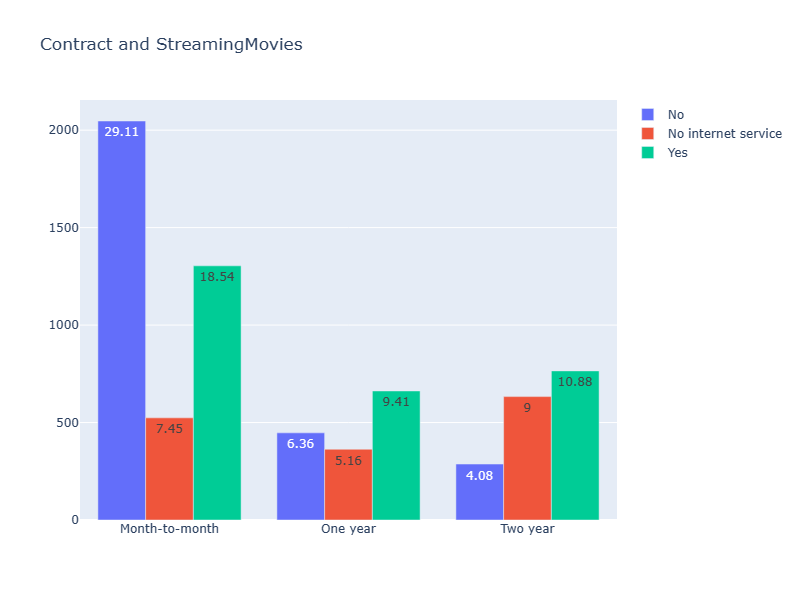 Contract and StreamingMovies
No
No internet service
Yes
2000
1500
1000
500
0
29.11
7.45
18.54
6.36
5.16
9.41
4.08
9
10.88
Month-to-month
One year
Two year